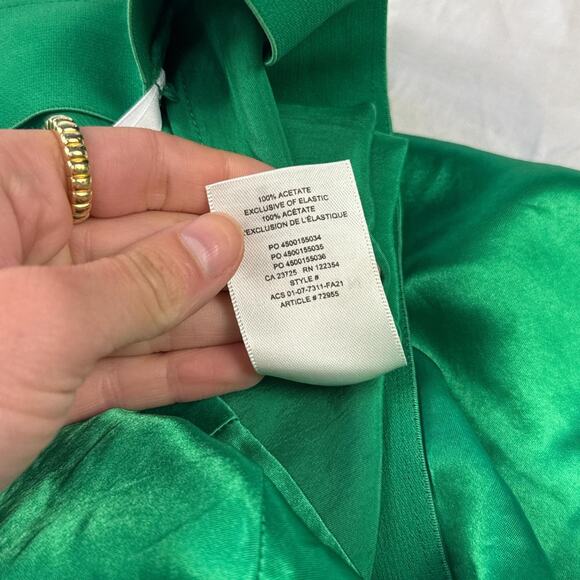 100% ACETATE
EXCLUSIVE OF ELASTIC
100% ACÉTATE
L'EXCLUSION DE L'ÉLASTIQUE
PO 4500155034
PO 4500155035
PO 4500155036
CA 23725 RN 122354
STYLE #
ACS 01-07-7311-FA21
ARTICLE # 72955